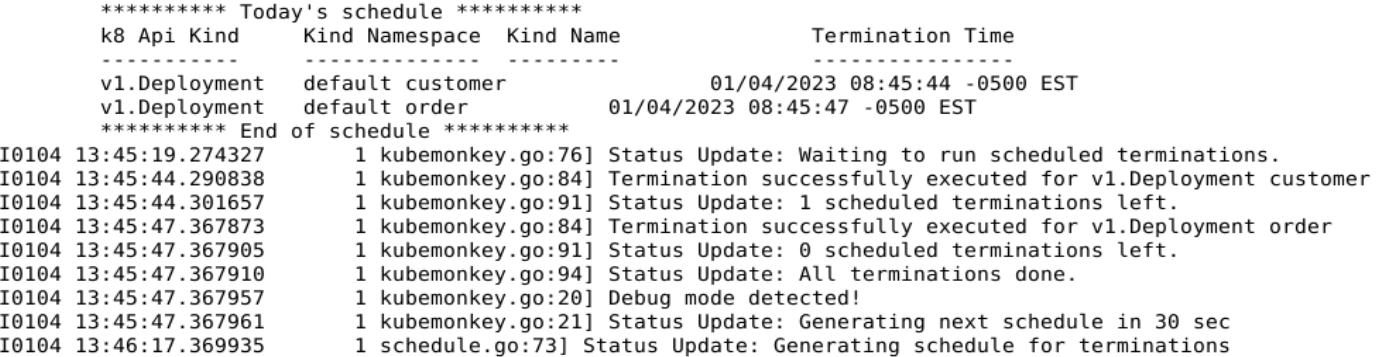 ********** Today's schedule **********
k8 Api Kind     Kind Namespace  Kind Name               Termination Time
-----------     --------------  ---------               ----------------
v1.Deployment   default customer                01/04/2023 08:45:44 -0500 EST
v1.Deployment   default order           01/04/2023 08:45:47 -0500 EST
********** End of schedule **********
I0104 13:45:19.274327       1 kubemonkey.go:76] Status Update: Waiting to run scheduled terminations.
I0104 13:45:44.290838       1 kubemonkey.go:84] Termination successfully executed for v1.Deployment customer
I0104 13:45:44.301657       1 kubemonkey.go:91] Status Update: 1 scheduled terminations left.
I0104 13:45:47.367873       1 kubemonkey.go:84] Termination successfully executed for v1.Deployment order
I0104 13:45:47.367905       1 kubemonkey.go:91] Status Update: 0 scheduled terminations left.
I0104 13:45:47.367910       1 kubemonkey.go:94] Status Update: All terminations done.
I0104 13:45:47.367957       1 kubemonkey.go:20] Debug mode detected!
I0104 13:45:47.367961       1 kubemonkey.go:21] Status Update: Generating next schedule in 30 sec
I0104 13:46:17.369935       1 schedule.go:73] Status Update: Generating schedule for terminations